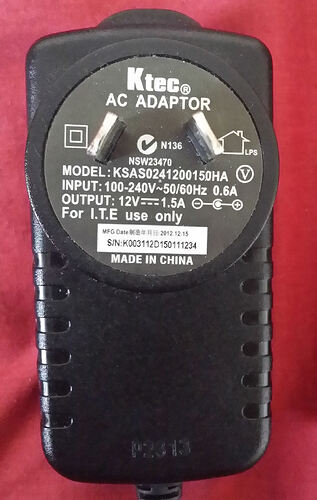 Ktec®
AC ADAPTOR
N136
NSW23470
LPS
MODEL: KSAS0241200150HA V
INPUT: 100-240V~50/60Hz 0.6A
OUTPUT: 12V⎓1.5A
For I.T.E use only
MFG Date制造年月日:2012.12.15
S/N:K003112D150111234
MADE IN CHINA
P2313